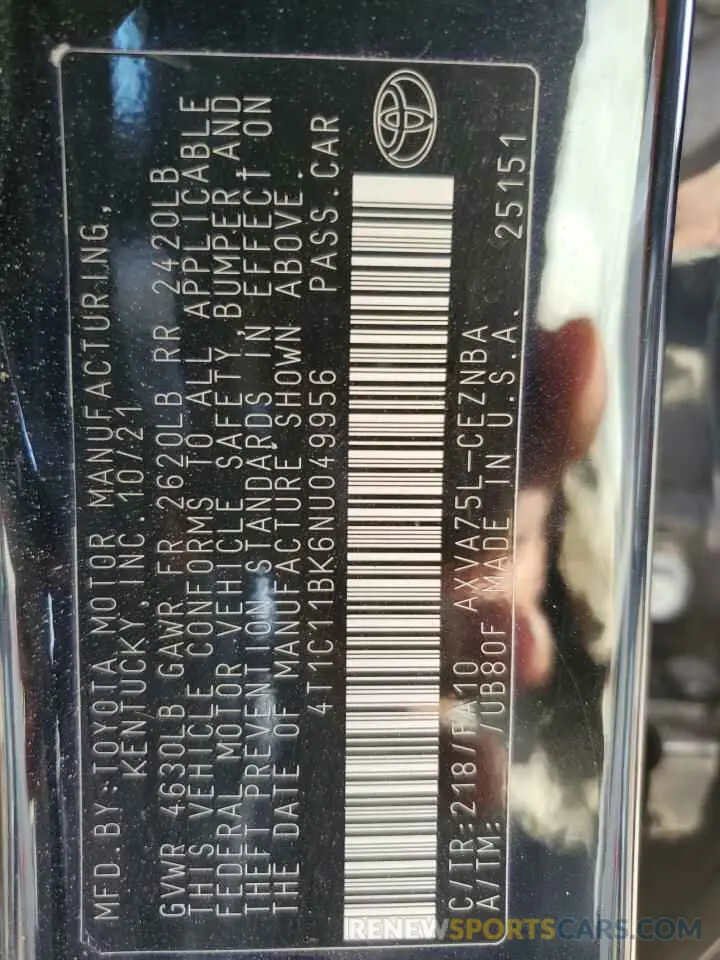 MFD.BY:TOYOTA MOTOR MANUFACTURING,
KENTUCKY, INC. 10/21
GVWR 4630LB GAWR FR 2620LB RR 2420LB
THIS VEHICLE CONFORMS TO ALL APPLICABLE
FEDERAL MOTOR VEHICLE SAFETY, BUMPER, AND
THEFT PREVENTION STANDARDS IN EFFECT ON
THE DATE OF MANUFACTURE SHOWN ABOVE.
4T1C11BK6NU049956 PASS.CAR
C/TR:218/FA10 AXVA75L-CEZNBA
A/TM: /UB80F MADE IN U.S.A. 25151
RENEWSPORTSCARS.COM